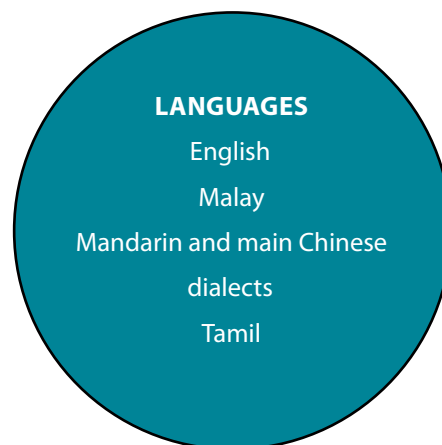 LANGUAGES
English
Malay
Mandarin and main Chinese
dialects
Tamil